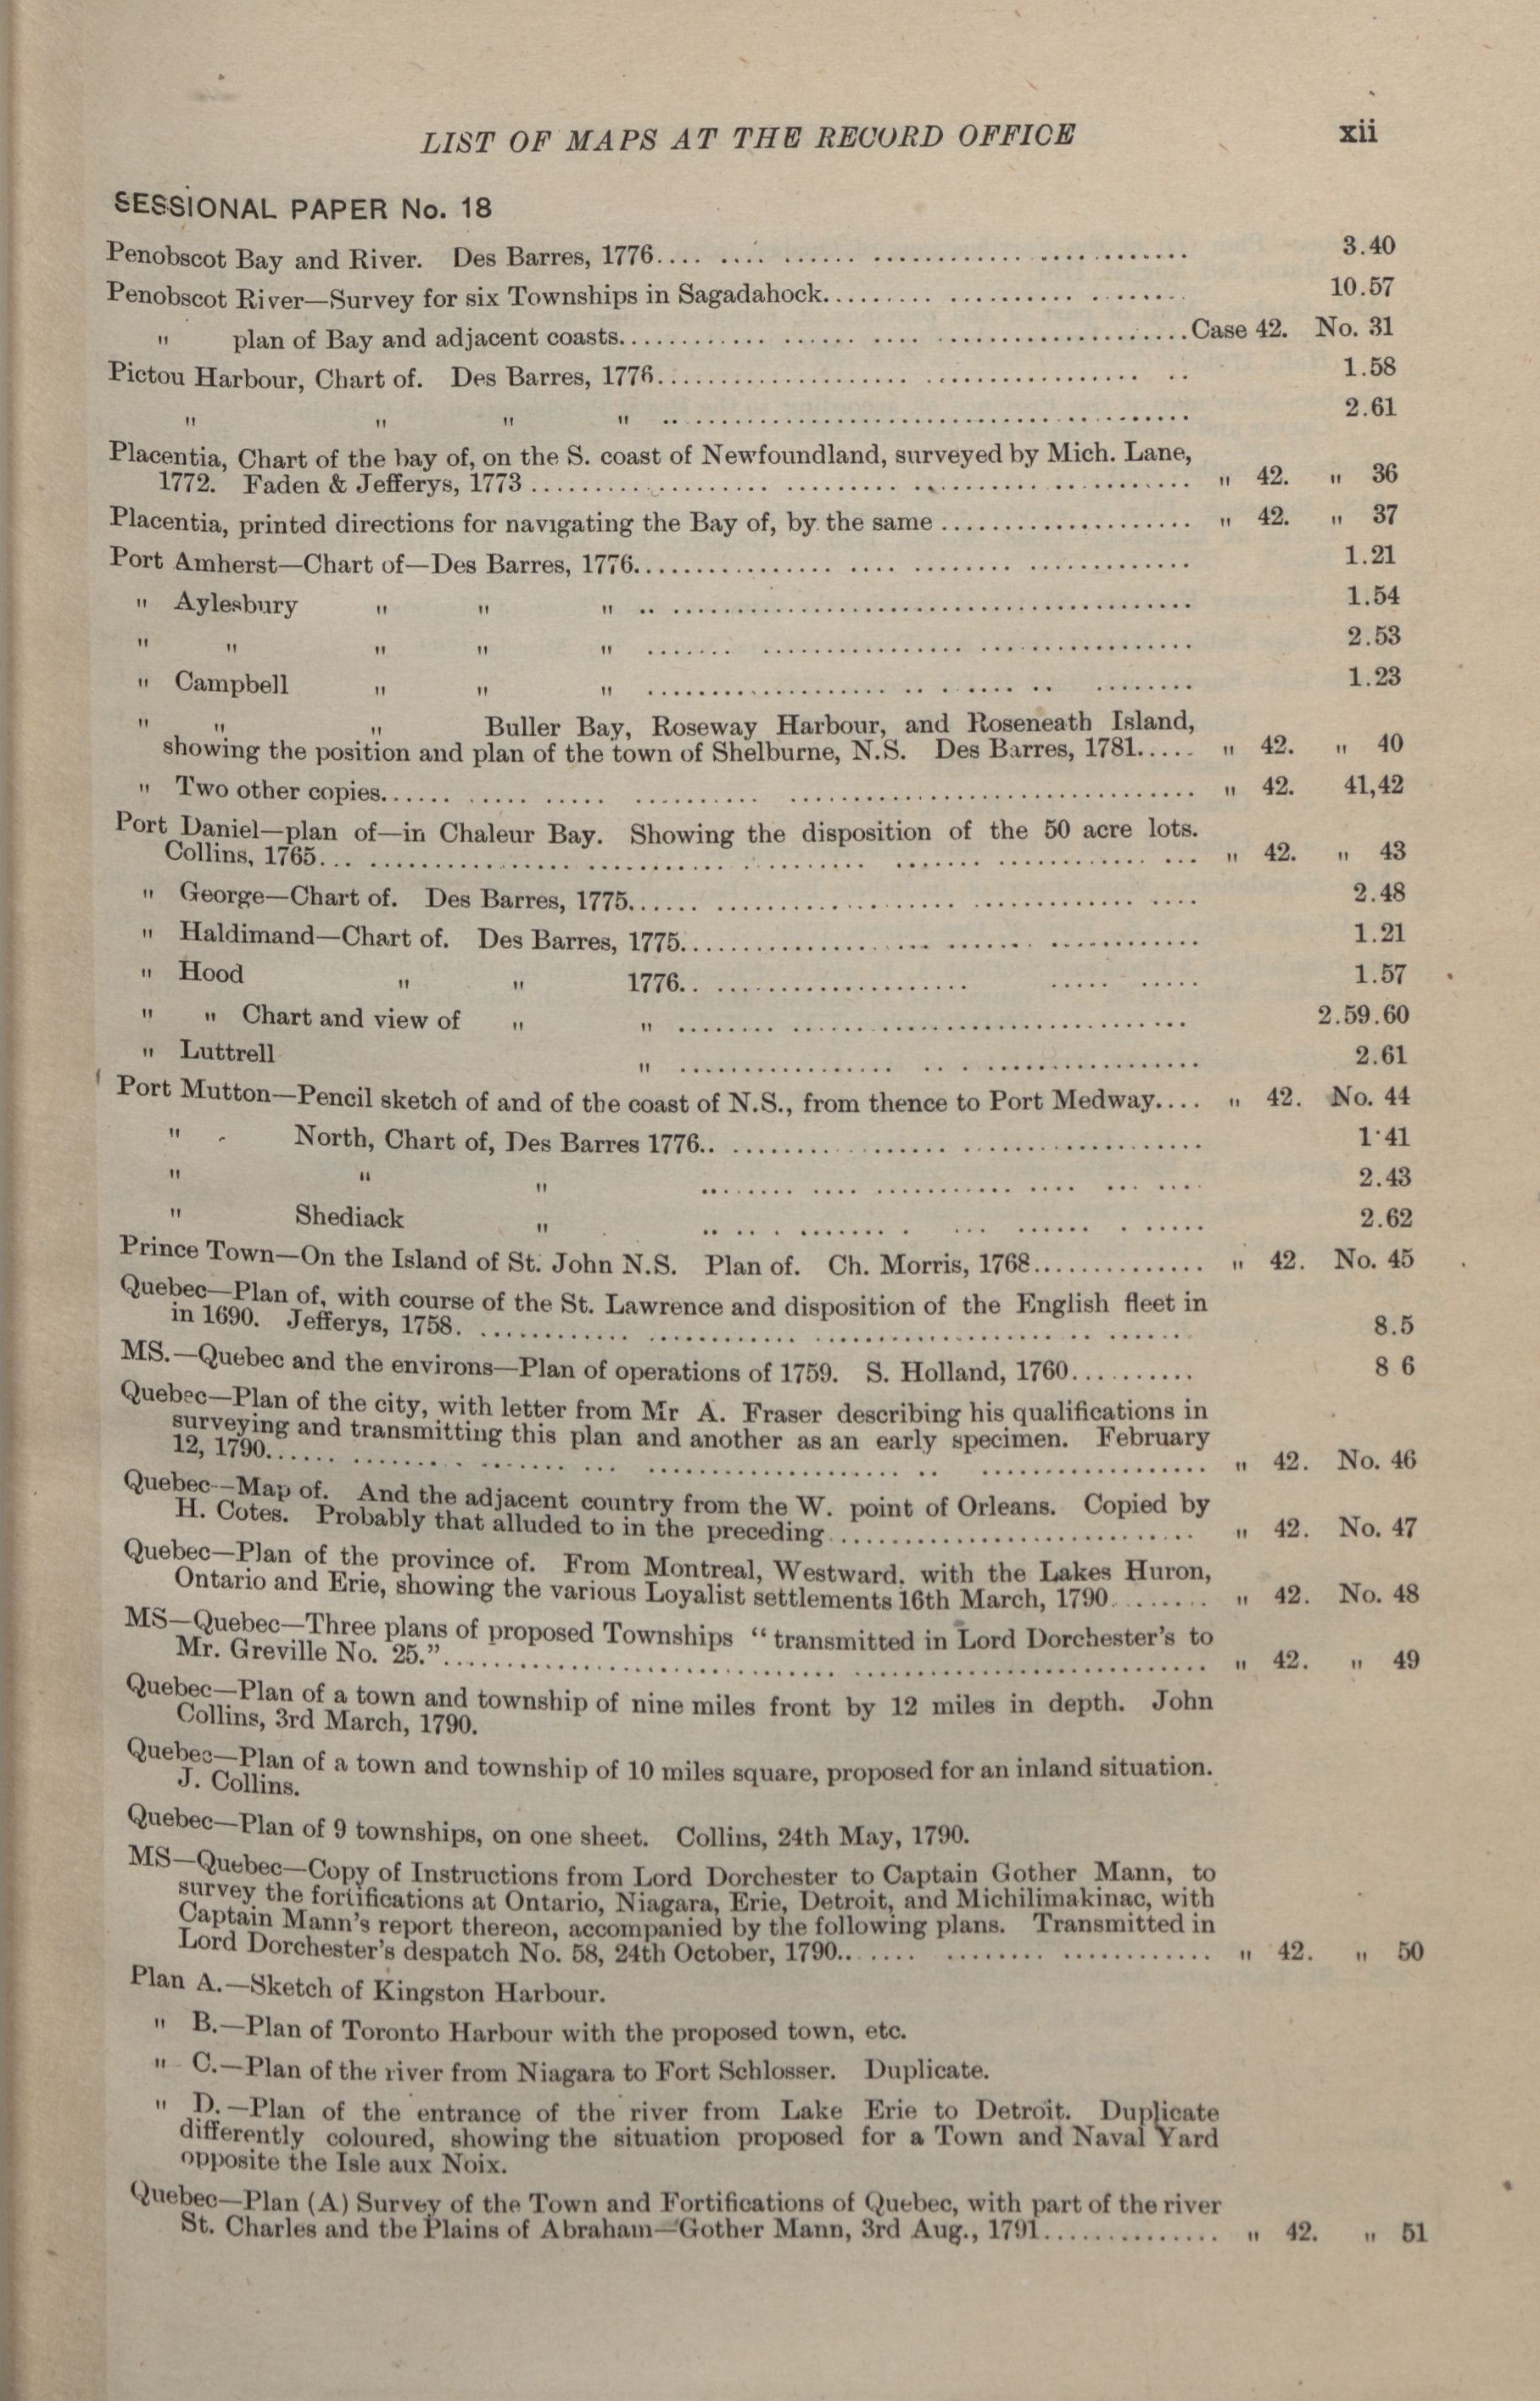 LIST OF MAPS AT THE RECORD OFFICE xii
SESSIONAL PAPER No. 18
Penobscot Bay and River. Des Barres, 1776.... .... ...... ............ ............ 3.40
Penobscot River—Survey for six Townships in Sagadahock.......... .......... ....... 10.57
" plan of Bay and adjacent coasts............ ...... .... .................... Case 42. No. 31
Pictou Harbour, Chart of. Des Barres, 1776.................... ................. .. 1.58
" " " " .. .......................................... 2.61
Placentia, Chart of the bay of, on the S. coast of Newfoundland, surveyed by Mich. Lane,
1772. Faden & Jefferys, 1773 ................... ......... .................... " 42. " 36
Placentia, printed directions for navigating the Bay of, by the same .................... " 42. " 37
Port Amherst—Chart of—Des Barres, 1776................ .... ........ ............. 1.21
" Aylesbury " " " .. .......................................... 1.54
" " " " " ....... ................ ................. 2.53
" Campbell " " " ................... .. . .... .. ........ 1.23
" " " Buller Bay, Roseway Harbour, and Roseneath Island,
showing the position and plan of the town of Shelburne, N.S. Des Barres, 1781..... " 42. " 40
" Two other copies...... ..... ..... .......... ................................ " 42. 41,42
Port Daniel—plan of—in Chaleur Bay. Showing the disposition of the 50 acre lots.
Collins, 1765... ............................ .......... ....... ............ ... " 42. " 43
" George—Chart of. Des Barres, 1775...... ................... ............. .... 2.48
" Haldimand—Chart of. Des Barres, 1775.................... ....... ............ 1.21
" Hood " " 1776.. .................... ..... ..... 1.57
" " Chart and view of " " ........ ................................ 2.59.60
" Luttrell " ................. .. . ................. 2.61
Port Mutton—Pencil sketch of and of the coast of N.S., from thence to Port Medway.... " 42. No. 44
" North, Chart of, Des Barres 1776.. ........ ........ ................... 1·41
" " " ........ .... ........... .... ... .... 2.43
" Shediack " .. .. . ....... . ... ...... . ..... 2.62
Prince Town—On the Island of St. John N.S. Plan of. Ch. Morris, 1768.............. " 42. No. 45
Quebec—Plan of, with course of the St. Lawrence and disposition of the English fleet in
in 1690. Jefferys, 1758. ............ ............ .................... .. ...... 8.5
MS.—Quebec and the environs—Plan of operations of 1759. S. Holland, 1760.......... 8 6
Quebec—Plan of the city, with letter from Mr A. Fraser describing his qualifications in
surveying and transmitting this plan and another as an early specimen. February
12, 1790...... ......... ....... ... .................... .. ................... " 42. No. 46
Quebec—Map of. And the adjacent country from the W. point of Orleans. Copied by
H. Cotes. Probably that alluded to in the preceding ............................. " 42. No. 47
Quebec—Plan of the province of. From Montreal, Westward, with the Lakes Huron,
Ontario and Erie, showing the various Loyalist settlements 16th March, 1790........ " 42. No. 48
MS—Quebec—Three plans of proposed Townships “transmitted in Lord Dorchester's to
Mr. Greville No. 25.”................................ ............................ " 42. " 49
Quebec—Plan of a town and township of nine miles front by 12 miles in depth. John
Collins, 3rd March, 1790.
Quebec—Plan of a town and township of 10 miles square, proposed for an inland situation.
J. Collins.
Quebec—Plan of 9 townships, on one sheet. Collins, 24th May, 1790.
MS—Quebec—Copy of Instructions from Lord Dorchester to Captain Gother Mann, to
survey the fortifications at Ontario, Niagara, Erie, Detroit, and Michilimakinac, with
Captain Mann's report thereon, accompanied by the following plans. Transmitted in
Lord Dorchester's despatch No. 58, 24th October, 1790...... ........ ............ " 42. " 50
Plan A.—Sketch of Kingston Harbour.
" B.—Plan of Toronto Harbour with the proposed town, etc.
" C.—Plan of the river from Niagara to Fort Schlosser. Duplicate.
" D.—Plan of the entrance of the river from Lake Erie to Detroit. Duplicate
differently coloured, showing the situation proposed for a Town and Naval Yard
opposite the Isle aux Noix.
Quebec—Plan (A) Survey of the Town and Fortifications of Quebec, with part of the river
St. Charles and the Plains of Abraham—Gother Mann, 3rd Aug., 1791............... " 42. " 51